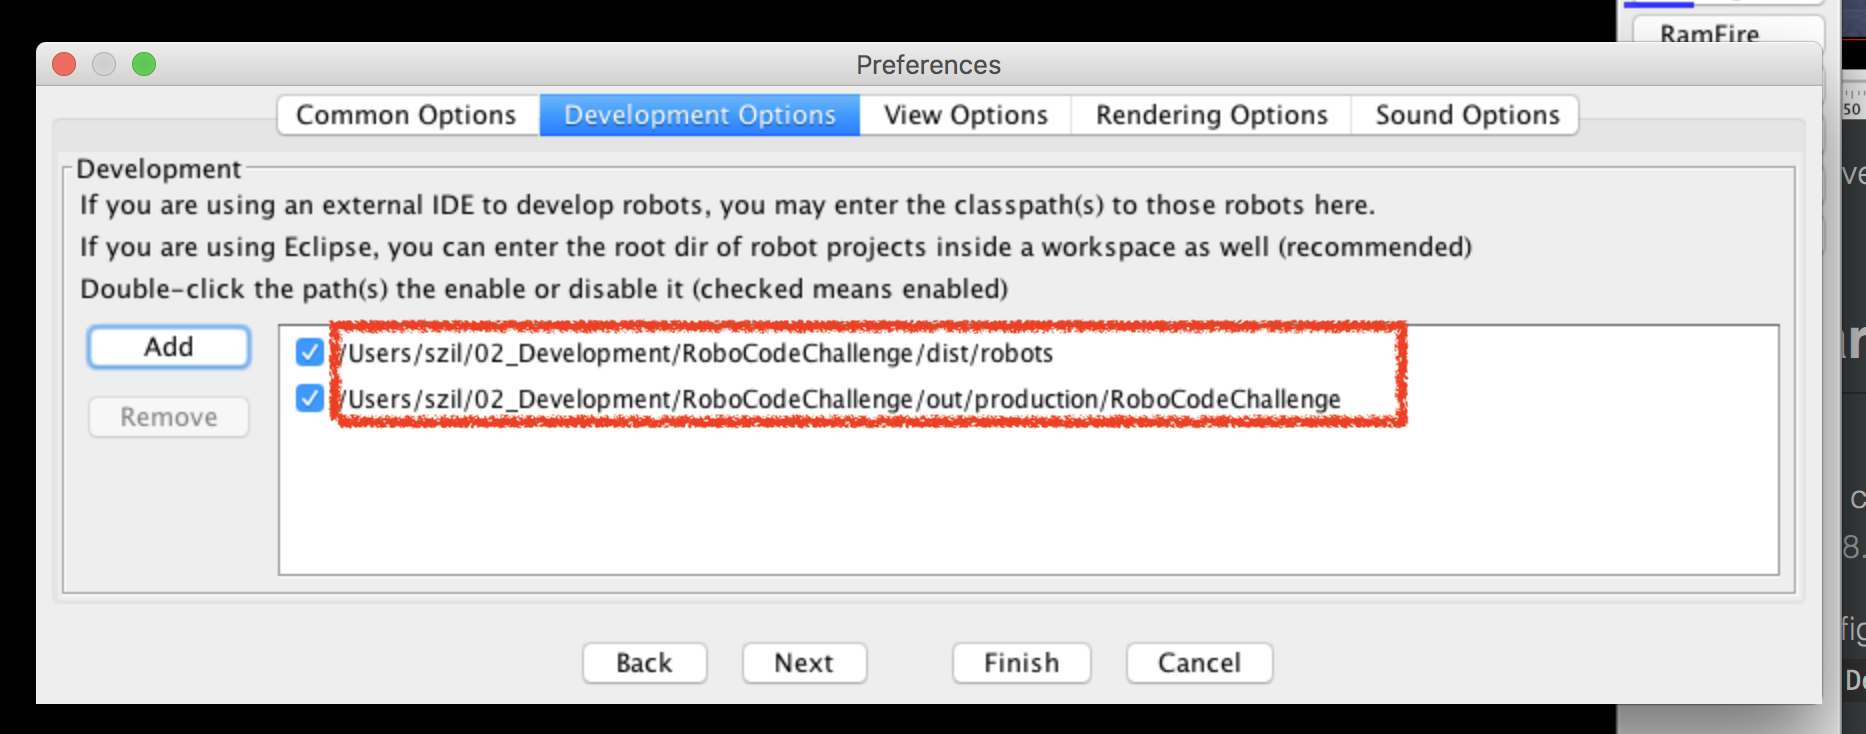 RamFire
Preferences
Common Options
Development Options
View Options
Rendering Options
Sound Options
50
Development
If you are using an external IDE to develop robots, you may enter the classpath(s) to those robots here.
If you are using Eclipse, you can enter the root dir of robot projects inside a workspace as well (recommended)
Double-click the path(s) the enable or disable it (checked means enabled)
Add
/Users/szil/02_Development/RoboCodeChallenge/dist/robots
Remove
/Users/szil/02_Development/RoboCodeChallenge/out/production/RoboCodeChallenge
8.
Back
Next
Finish
Cancel